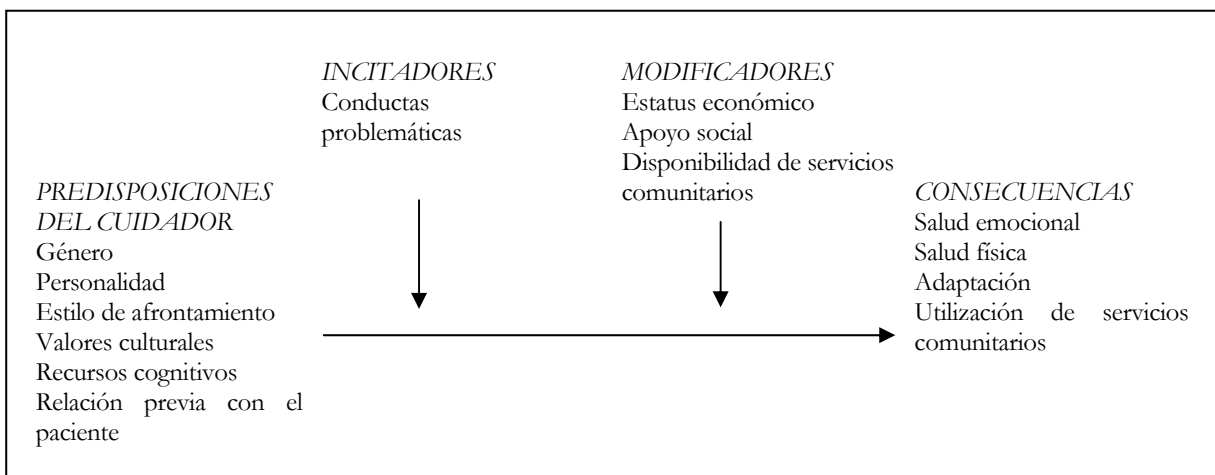 INCITADORES
Conductas
problemáticas
MODIFICADORES
Estatus económico
Apoyo social
Disponibilidad de servicios
comunitarios
PREDISPOSICIONES
DEL CUIDADOR
Género
Personalidad
Estilo de afrontamiento
Valores culturales
Recursos cognitivos
Relación previa con el
paciente
CONSECUENCIAS
Salud emocional
Salud física
Adaptación
Utilización de servicios
comunitarios